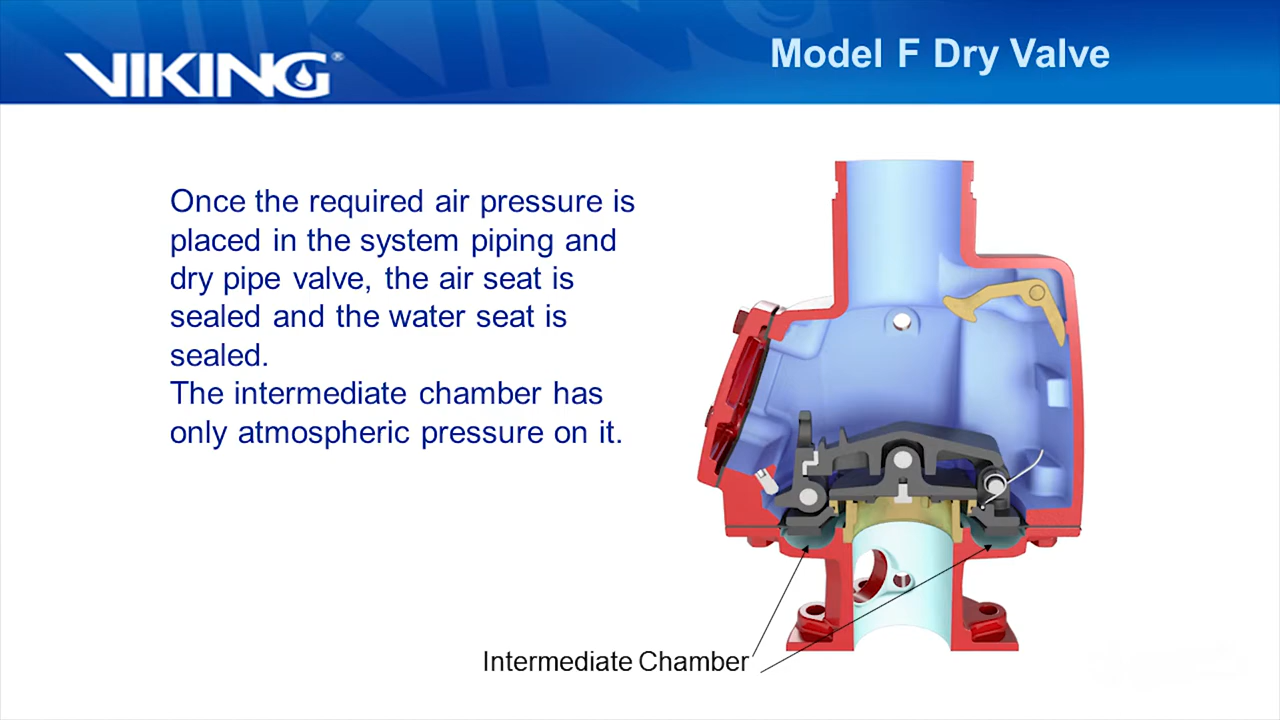 VIKING®
Model F Dry Valve
Once the required air pressure is
placed in the system piping and
dry pipe valve, the air seat is
sealed and the water seat is
sealed.
The intermediate chamber has
only atmospheric pressure on it.
Intermediate Chamber